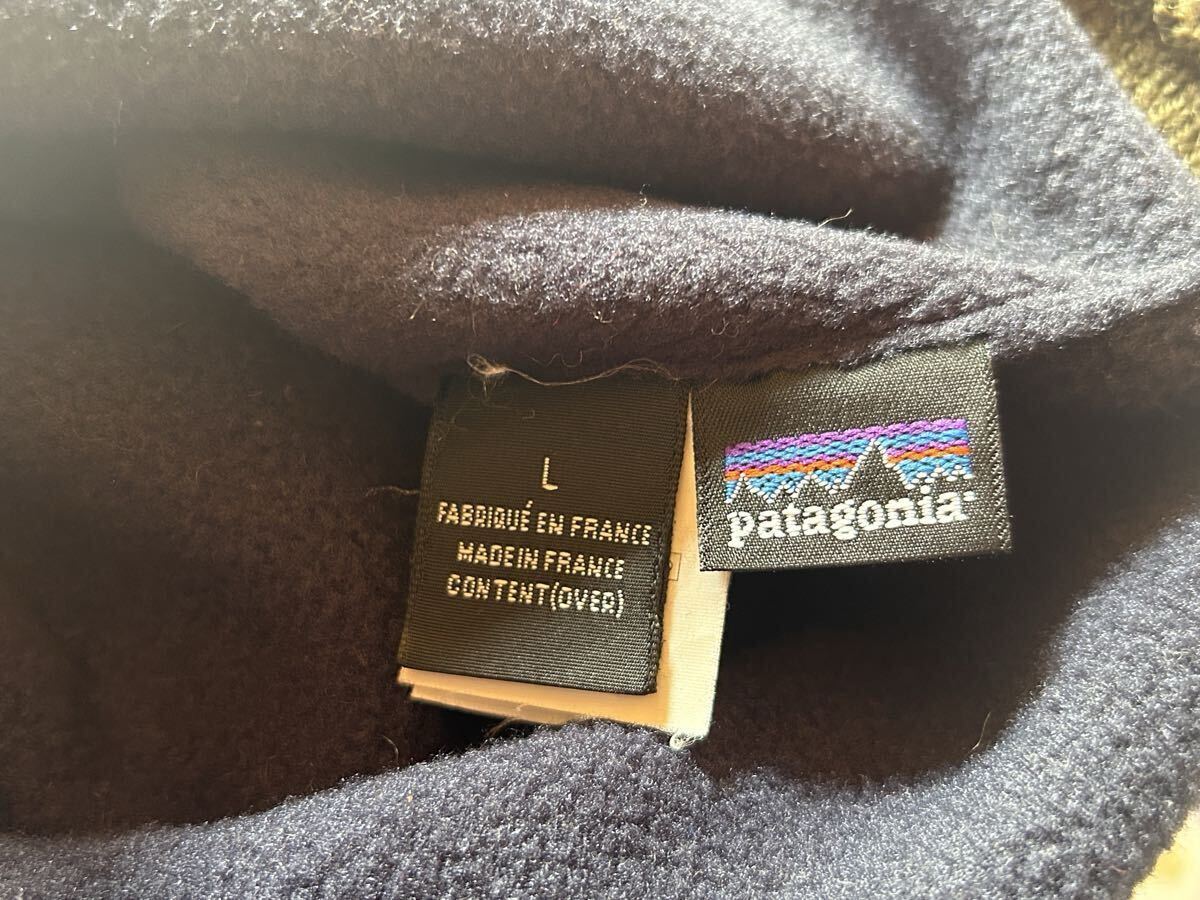 L
FABRIQUÉ EN FRANCE
MADE IN FRANCE
CONTENT(OVER)
patagonia